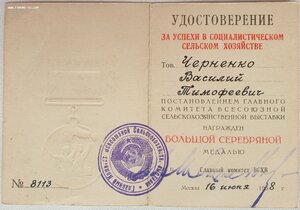 УДОСТОВЕРЕНИЕ
ЗА УСПЕХИ В СОЦИАЛИСТИЧЕСКОМ
СЕЛЬСКОМ ХОЗЯЙСТВЕ
Тов. Черненко
Василий
Тимофеевич
ПОСТАНОВЛЕНИЕМ ГЛАВНОГО
КОМИТЕТА ВСЕСОЮЗНОЙ
СЕЛЬСКОХОЗЯЙСТВЕННОЙ ВЫСТАВКИ
НАГРАЖДЕН
БОЛЬШОЙ СЕРЕБРЯНОЙ
МЕДАЛЬЮ
Главный комитет ВСХВ
№ 8113
Москва 16 июня